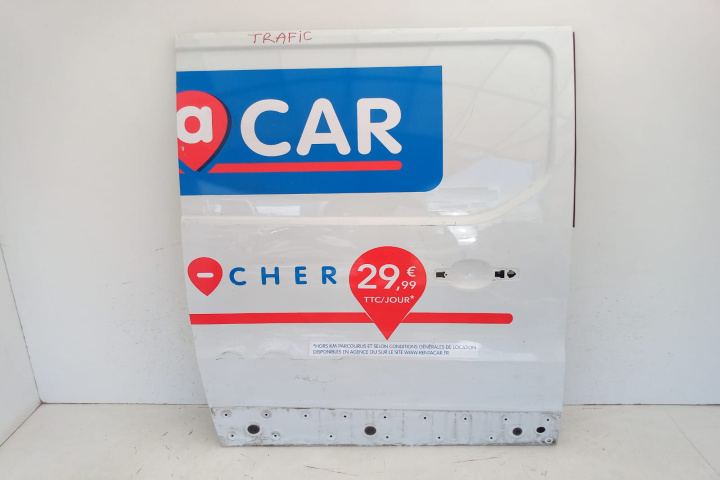 TRAFIC
a CAR
- CHER
29,99 €
TTC/JOUR*
*HORS KM PARCOURUS ET SELON CONDITIONS GÉNÉRALES DE LOCATION
DISPONIBLES EN AGENCE OU SUR LE SITE WWW.RENTACAR.FR